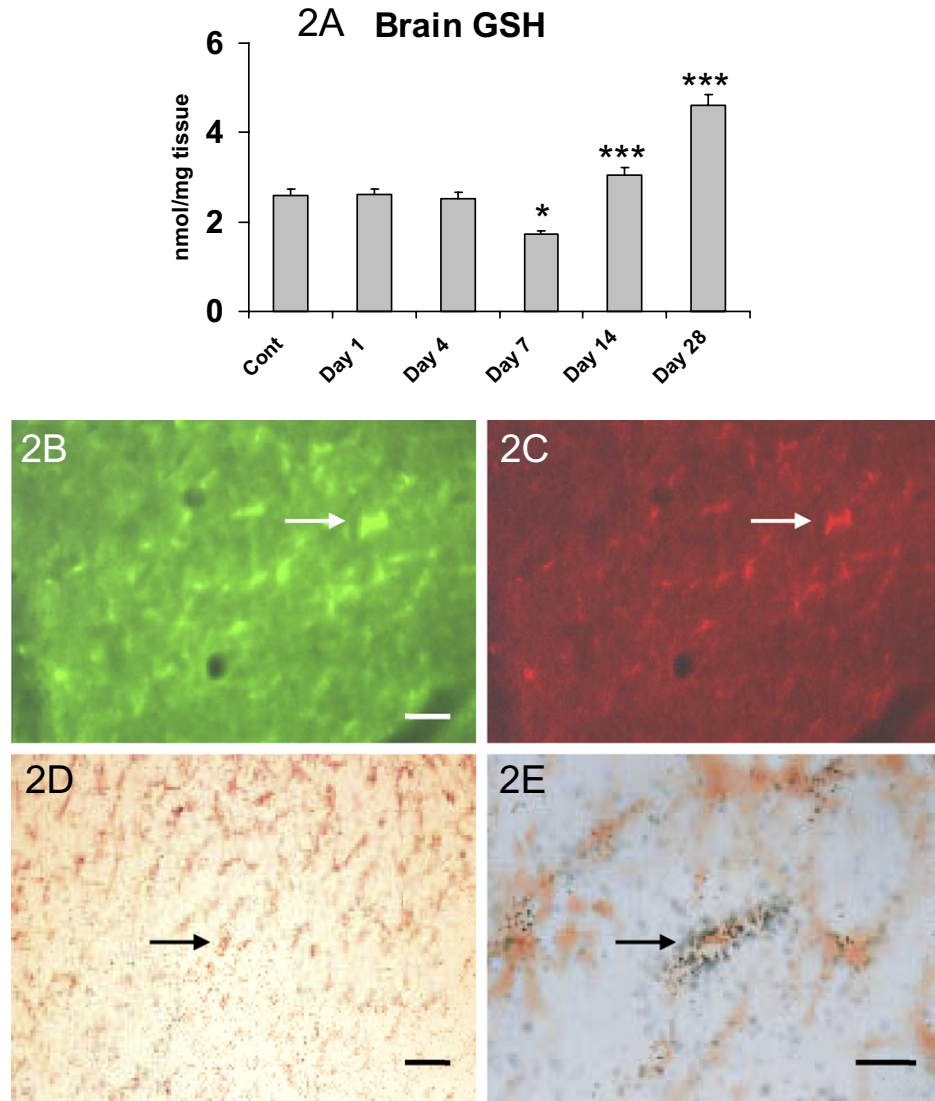 2A Brain GSH
6
4
2
0
nmol/mg tissue
*
***
***
Cont
Day 1
Day 4
Day 7
Day 14
Day 28
2B
2C
2D
2E